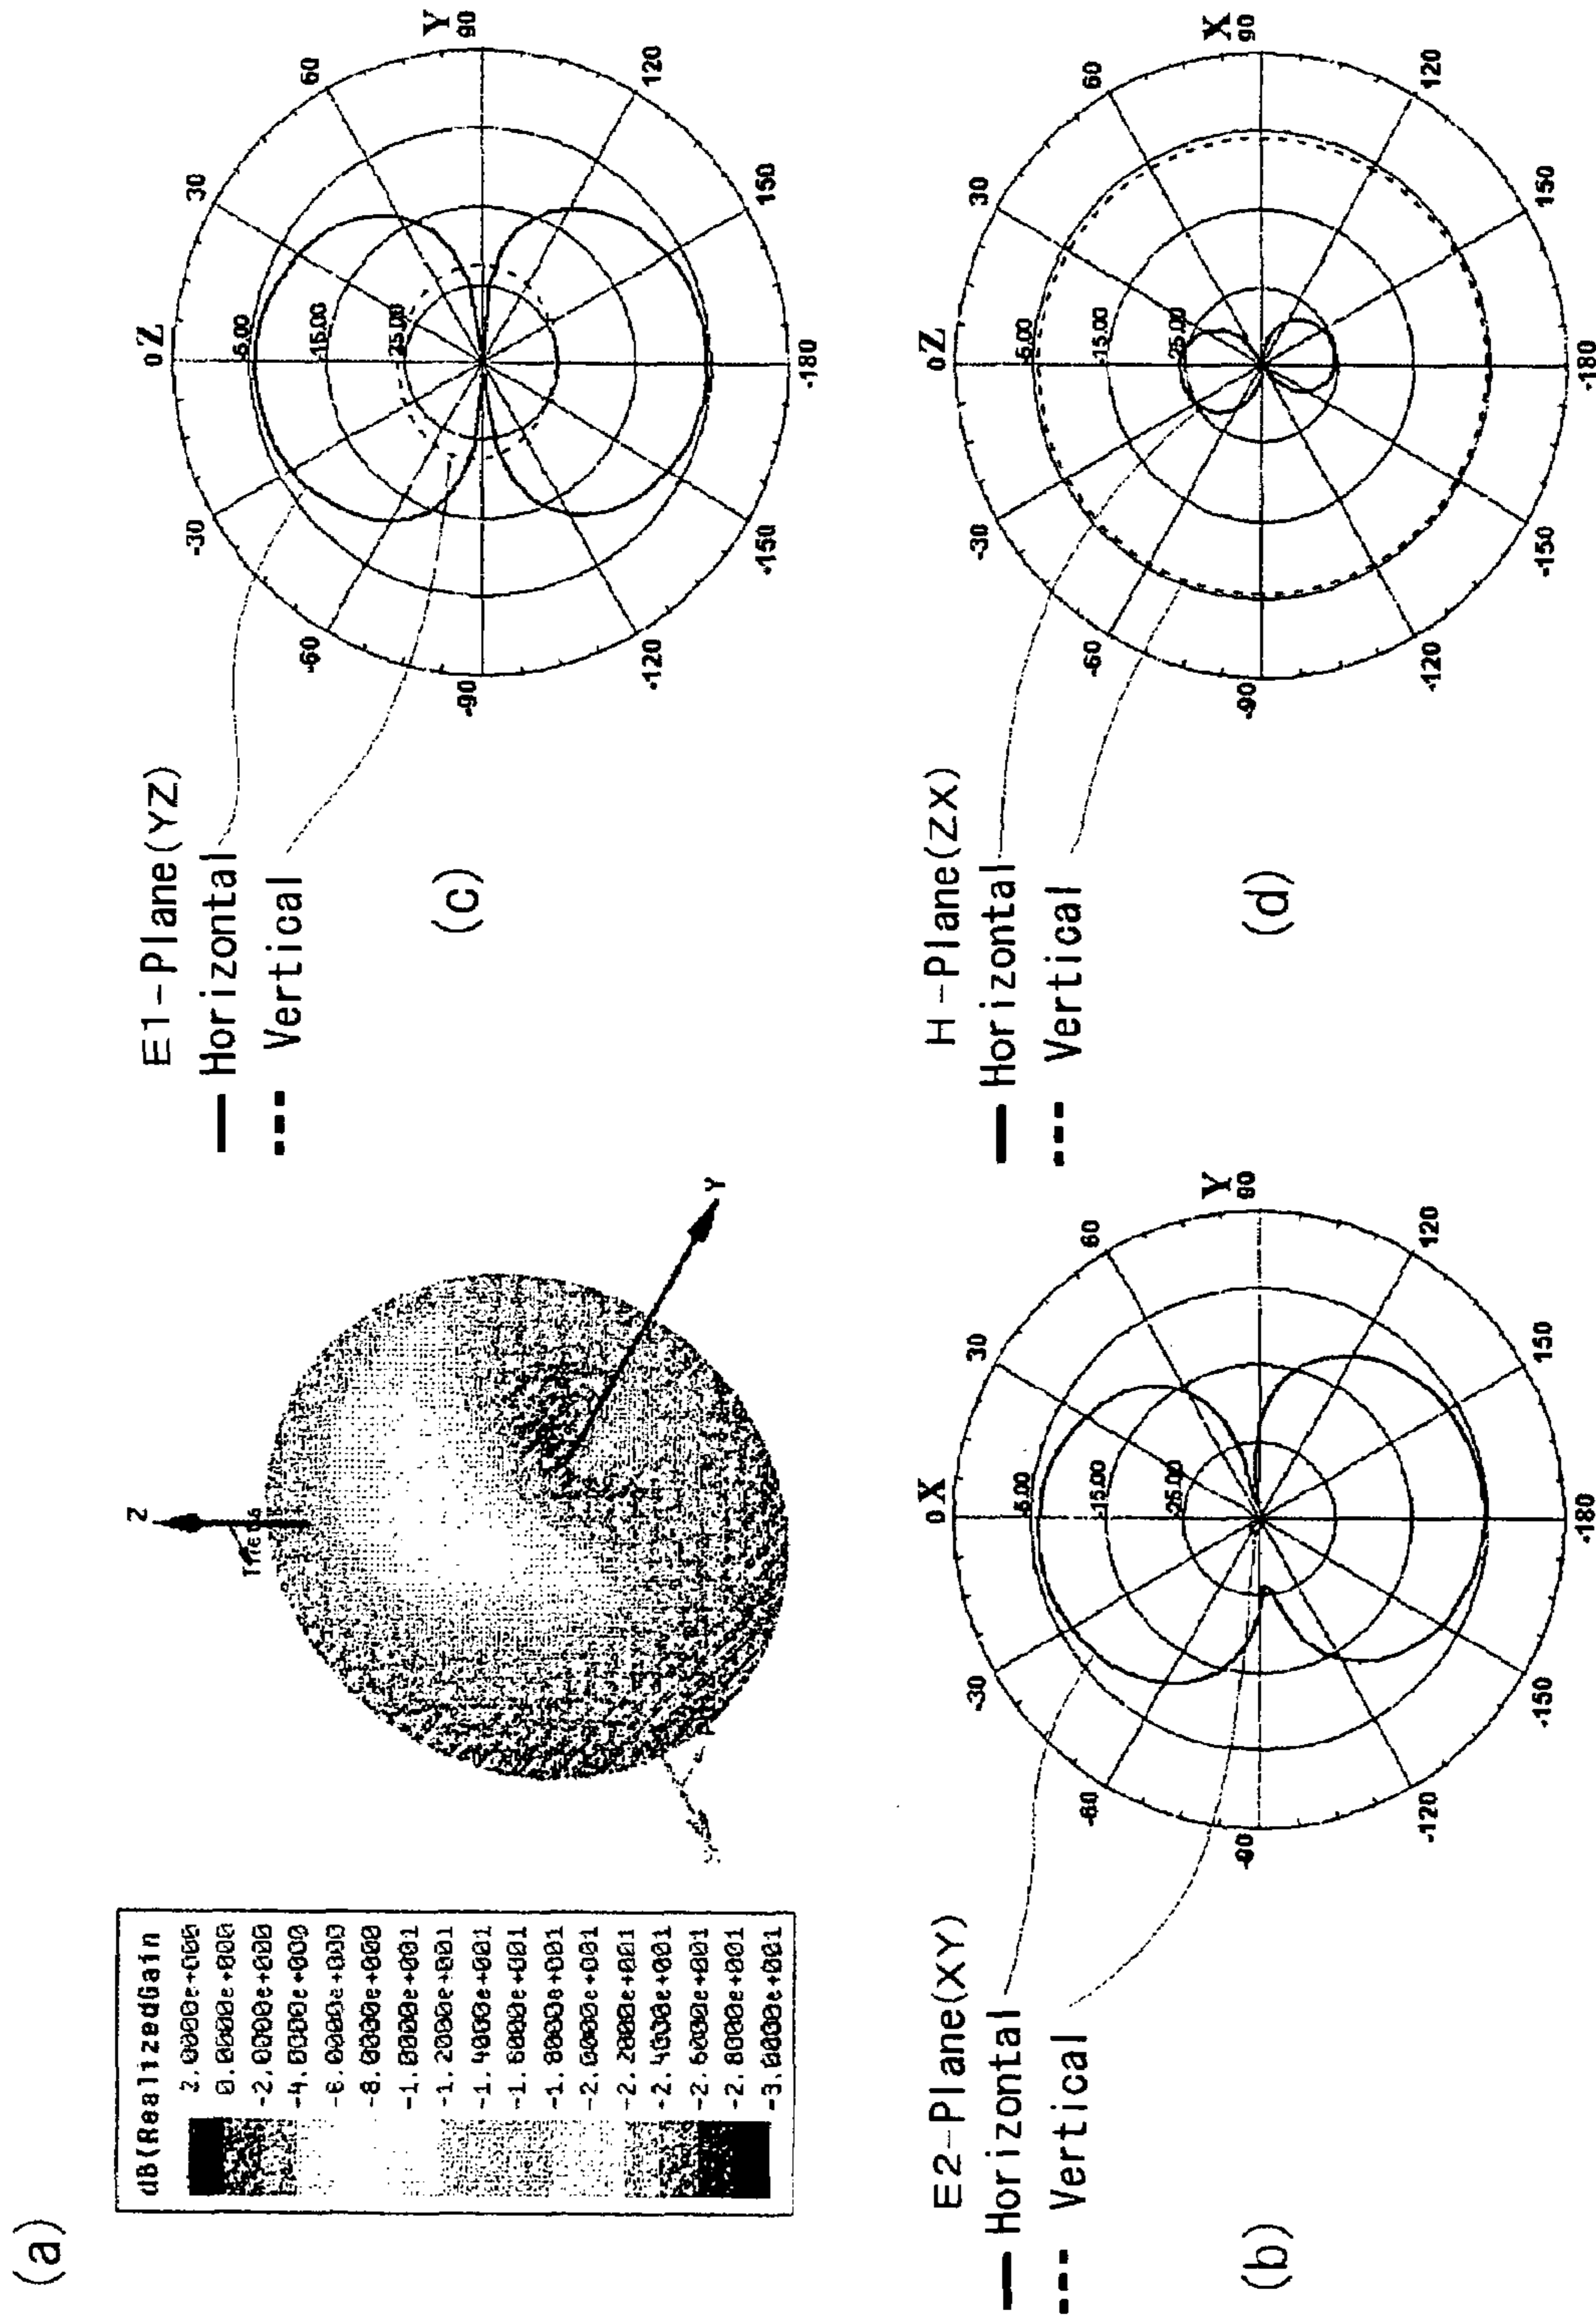 (a)
dB(RealizedGain
2.0000e+000
0.0000e+000
-2.0000e+000
-4.0000e+000
-6.0000e+000
-8.0000e+000
-1.0000e+001
-1.2000e+001
-1.4000e+001
-1.6000e+001
-1.8000e+001
-2.0000e+001
-2.2000e+001
-2.4000e+001
-2.6000e+001
-2.8000e+001
-3.0000e+001
Z
Y
E1-Plane(YZ)
Horizontal
Vertical
(c)
0 Z
30
60
Y
90
120
150
-180
-150
-120
-90
-60
-30
-5.00
-15.00
-25.00
E2-Plane(XY)
Horizontal
Vertical
(b)
0 X
30
60
Y
90
120
150
-180
-150
-120
-90
-60
-30
-5.00
-15.00
-25.00
H-Plane(ZX)
Horizontal
Vertical
(d)
0 Z
30
60
X
90
120
150
-180
-150
-120
-90
-60
-30
-5.00
-15.00
-25.00